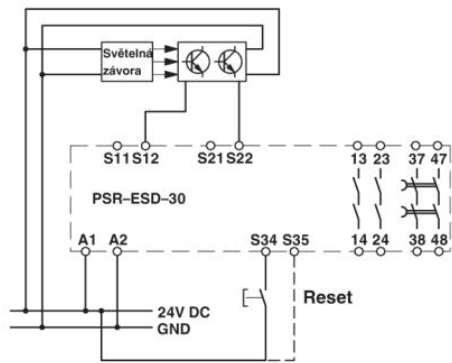 Světelná
závora
S11 S12 S21 S22 13 23 37 47
PSR–ESD–30
A1 A2 S34 S35 14 24 38 48
Reset
24V DC
GND